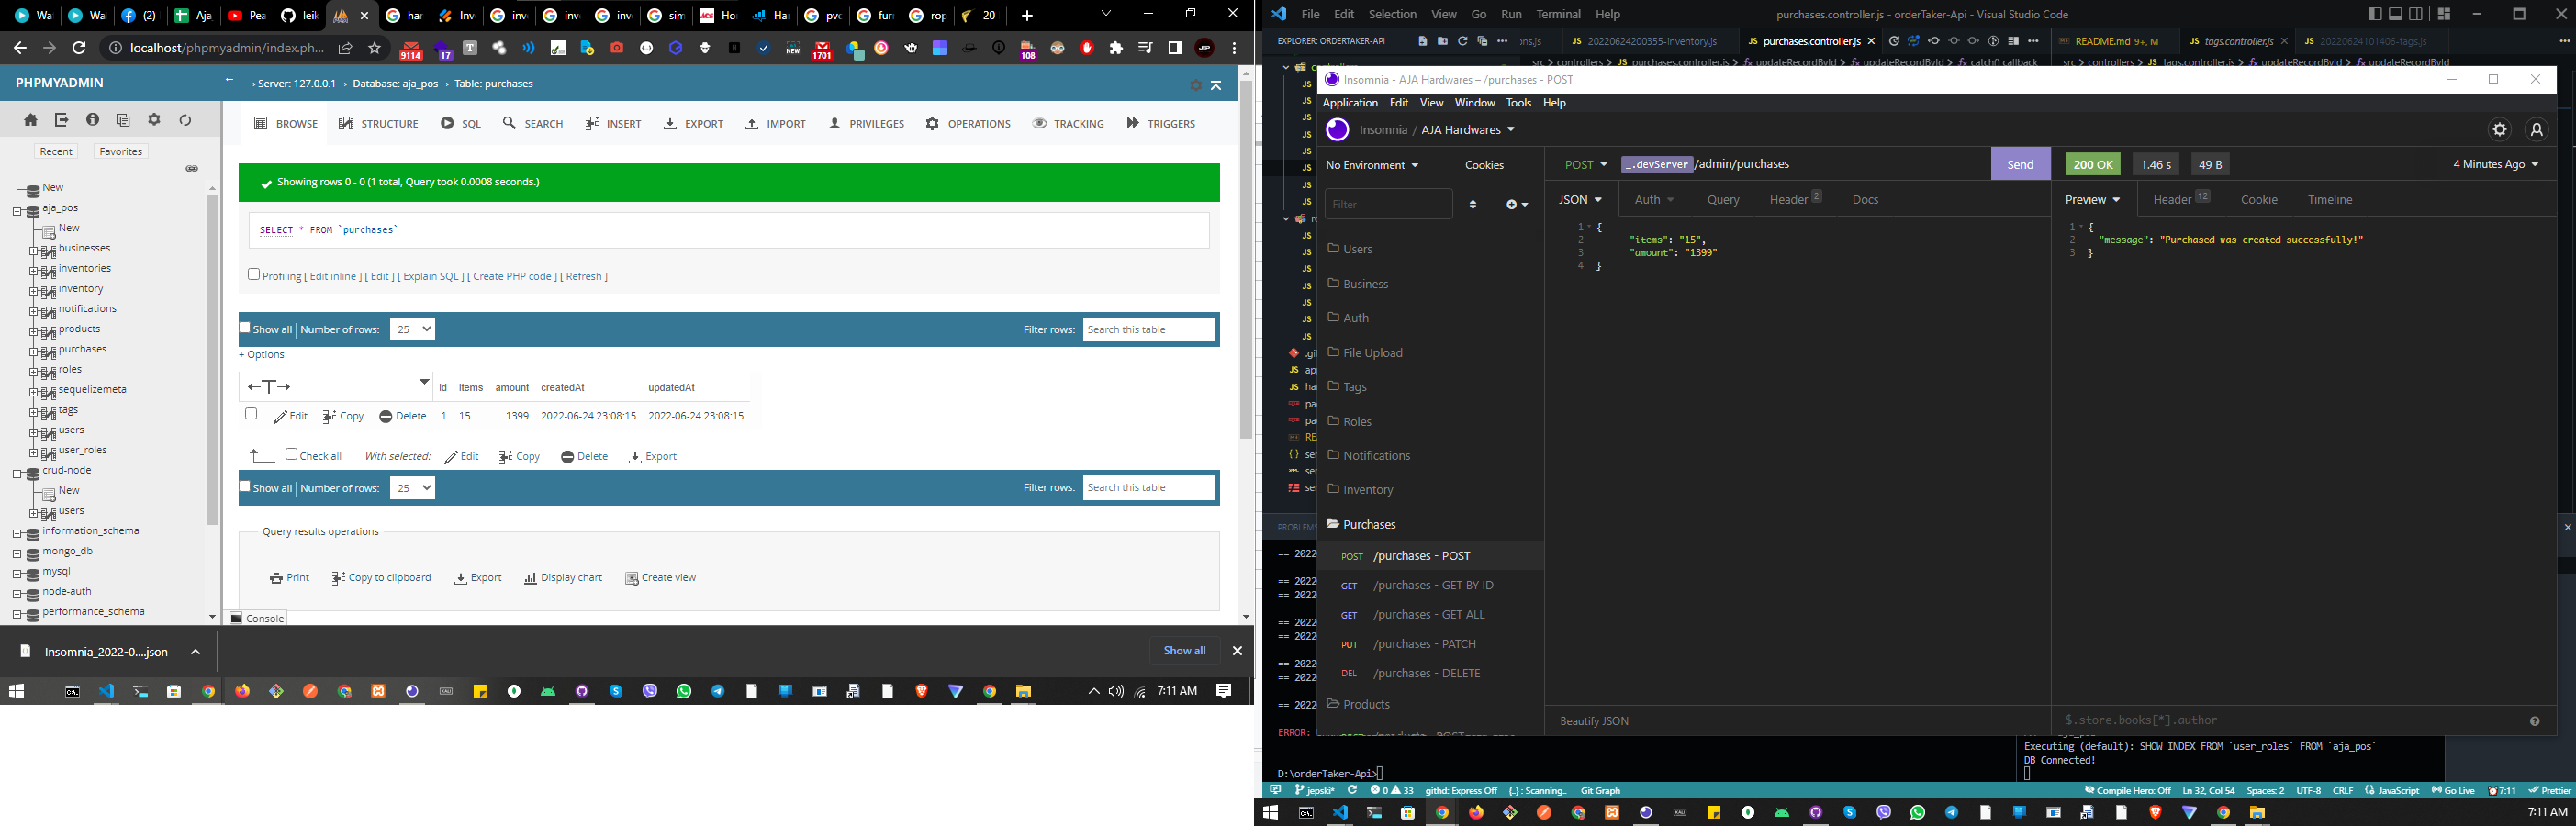 Wa
Wa
(2)
Aja
Pea
leik
har
Inv
inv
inve
inve
sim
Ho
Har
pvc
furr
rop
20
localhost/phpmyadmin/index.ph...
9114
17
1701
108
PHPMYADMIN
Server: 127.0.0.1 › Database: aja_pos › Table: purchases
BROWSE STRUCTURE SQL SEARCH INSERT EXPORT IMPORT PRIVILEGES OPERATIONS TRACKING TRIGGERS
Recent Favorites
New
aja_pos
New
businesses
inventories
inventory
notifications
products
purchases
roles
sequelizemeta
tags
users
user_roles
crud-node
New
users
information_schema
mongo_db
mysql
node-auth
performance_schema
Showing rows 0 - 0 (1 total, Query took 0.0008 seconds.)
SELECT * FROM `purchases`
Profiling [ Edit inline ] [ Edit ] [ Explain SQL ] [ Create PHP code ] [ Refresh ]
Show all | Number of rows: 25 Filter rows: Search this table
+ Options
←T→ id items amount createdAt updatedAt
Edit Copy Delete 1 15 1399 2022-06-24 23:08:15 2022-06-24 23:08:15
Check all With selected: Edit Copy Delete Export
Show all | Number of rows: 25 Filter rows: Search this table
Query results operations
Print Copy to clipboard Export Display chart Create view
Console
Insomnia_2022-0....json
Show all
7:11 AM
File Edit Selection View Go Run Terminal Help
purchases.controller.js - orderTaker-Api - Visual Studio Code
EXPLORER: ORDERTAKER-API
ns.js 20220624200355-inventory.js purchases.controller.js
README.md 9+, M tags.controller.js 20220624101406-tags.js
src › controllers › purchases.controller.js › updateRecordById › updateRecordById › catch() callback
src › controllers › tags.controller.js › updateRecordById › updateRecordById
Insomnia - AJA Hardwares – /purchases - POST
Application Edit View Window Tools Help
Insomnia / AJA Hardwares
No Environment Cookies
Filter
Users
Business
Auth
File Upload
Tags
Roles
Notifications
Inventory
Purchases
POST /purchases - POST
GET /purchases - GET BY ID
GET /purchases - GET ALL
PUT /purchases - PATCH
DEL /purchases - DELETE
Products
POST _.devServer /admin/purchases Send
JSON Auth Query Header 2 Docs
1 {
2 "items": "15",
3 "amount": "1399"
4 }
Beautify JSON
200 OK 1.46 s 49 B 4 Minutes Ago
Preview Header 12 Cookie Timeline
1 {
2 "message": "Purchased was created successfully!"
3 }
$.store.books[*].author
PROBLEMS
== 2022
== 2022
== 2022
== 2022
== 2022
== 2022
== 2022
== 2022
ERROR:
D:\orderTaker-Api>
Executing (default): SHOW INDEX FROM `user_roles` FROM `aja_pos`
DB Connected!
jepski* 0 33 githd: Express Off {..} : Scanning.. Git Graph
Compile Hero: Off Ln 32, Col 54 Spaces: 2 UTF-8 CRLF JavaScript Go Live 7:11 Prettier
7:11 AM